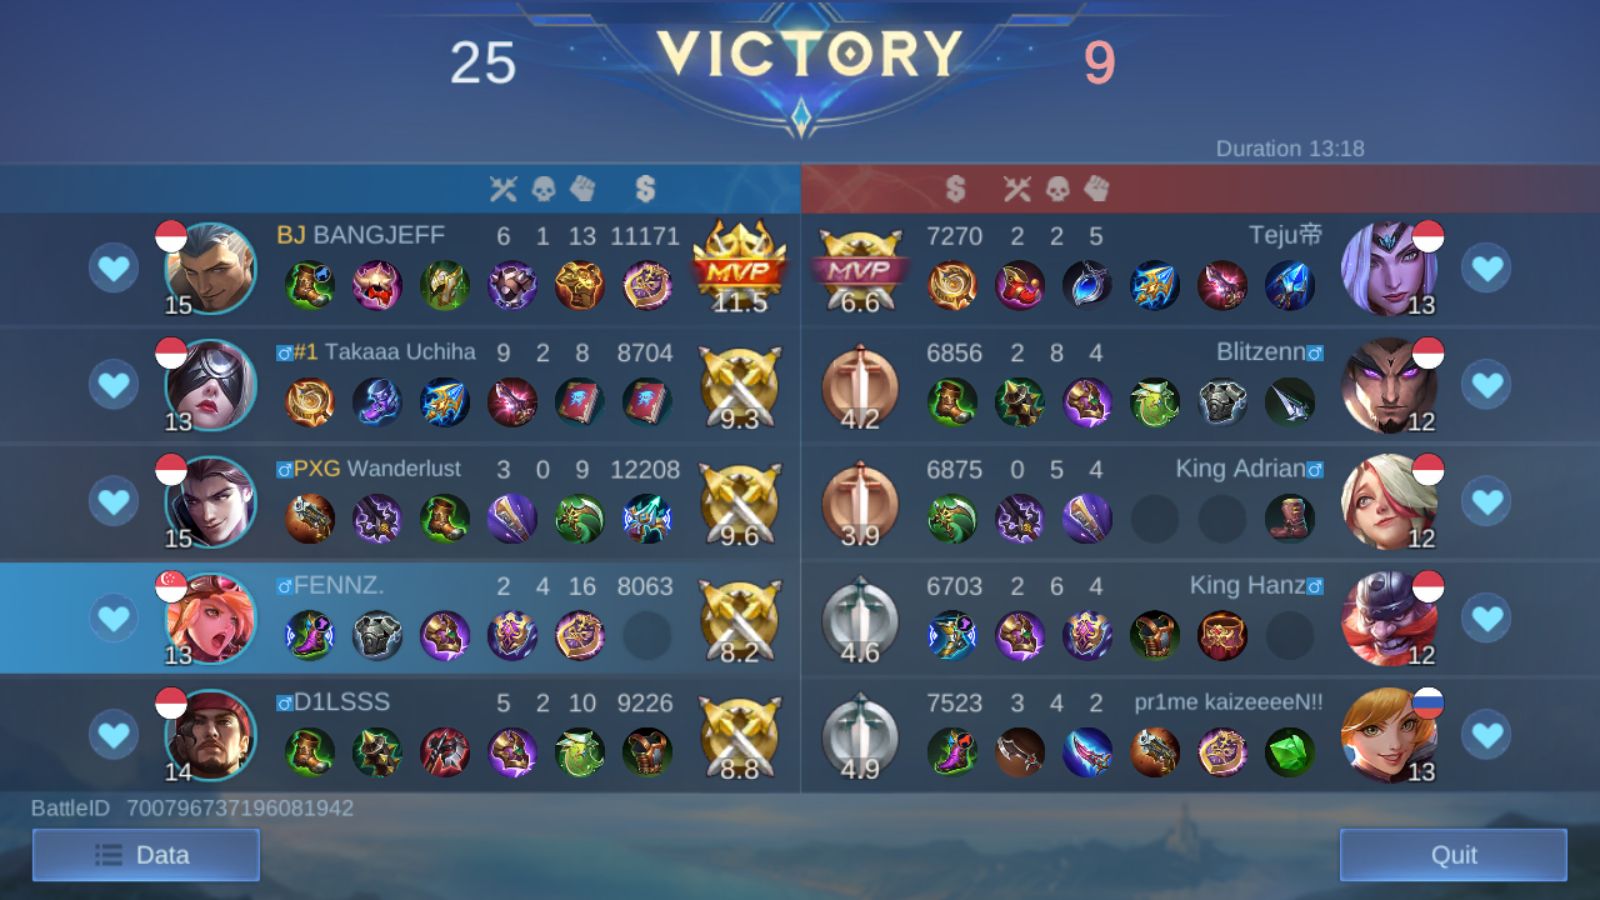 25 VICTORY 9
Duration 13:18
BJ BANGJEFF 6 1 13 11171 MVP 11.5
MVP 6.6 7270 2 2 5 Teju帝
15
13
#1 Takaaa Uchiha 9 2 8 8704 9.3
4.2 6856 2 8 4 Blitzenn
13
12
PXG Wanderlust 3 0 9 12208 9.6
3.9 6875 0 5 4 King Adrian
15
12
FENNZ. 2 4 16 8063 8.2
4.6 6703 2 6 4 King Hanz
13
12
D1LSSS 5 2 10 9226 8.8
4.9 7523 3 4 2 pr1me kaizeeeeN!!
14
13
BattleID 700796737196081942
Data
Quit